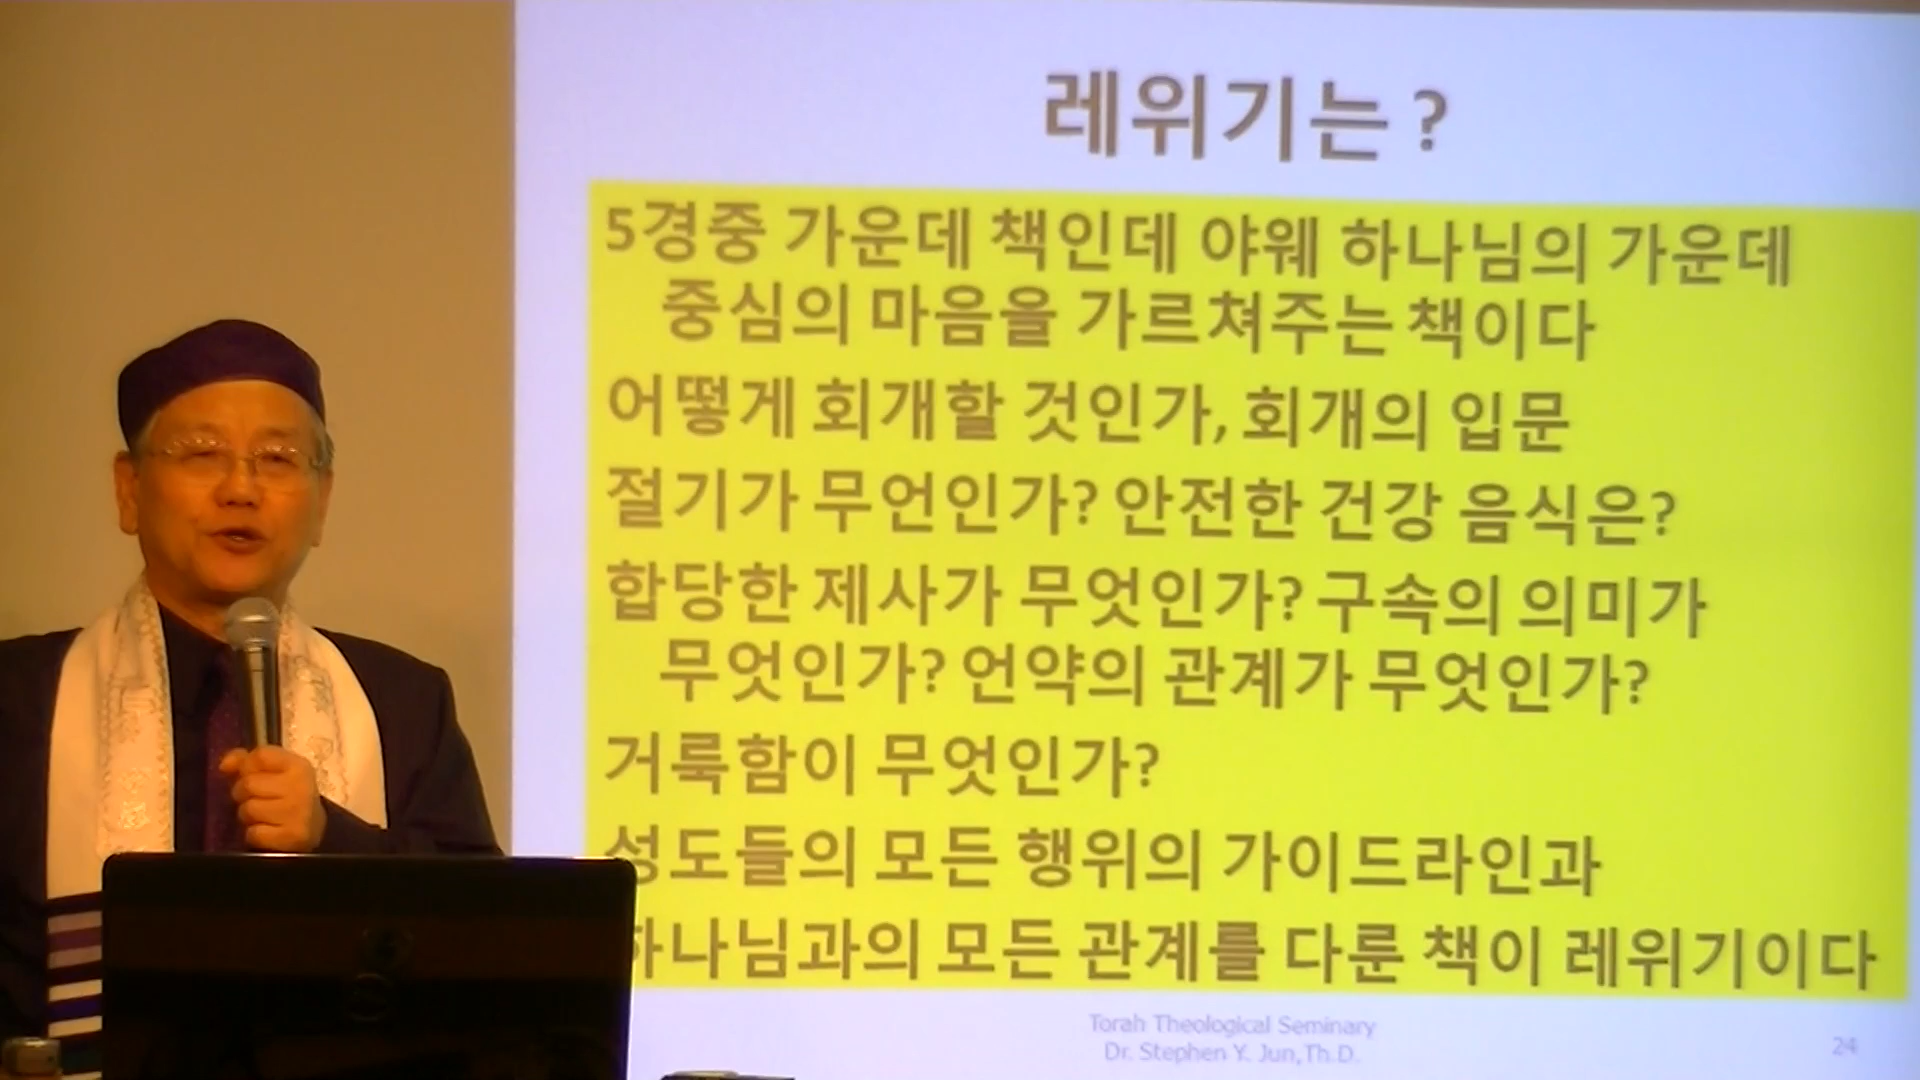 레위기는 ?
5경중 가운데 책인데 야웨 하나님의 가운데
중심의 마음을 가르쳐주는 책이다
어떻게 회개할 것인가, 회개의 입문
절기가 무언인가? 안전한 건강 음식은?
합당한 제사가 무엇인가? 구속의 의미가
무엇인가? 언약의 관계가 무엇인가?
거룩함이 무엇인가?
성도들의 모든 행위의 가이드라인과
하나님과의 모든 관계를 다룬 책이 레위기이다
Torah Theological Seminary
Dr. Stephen Y. Jun,Th.D.
24